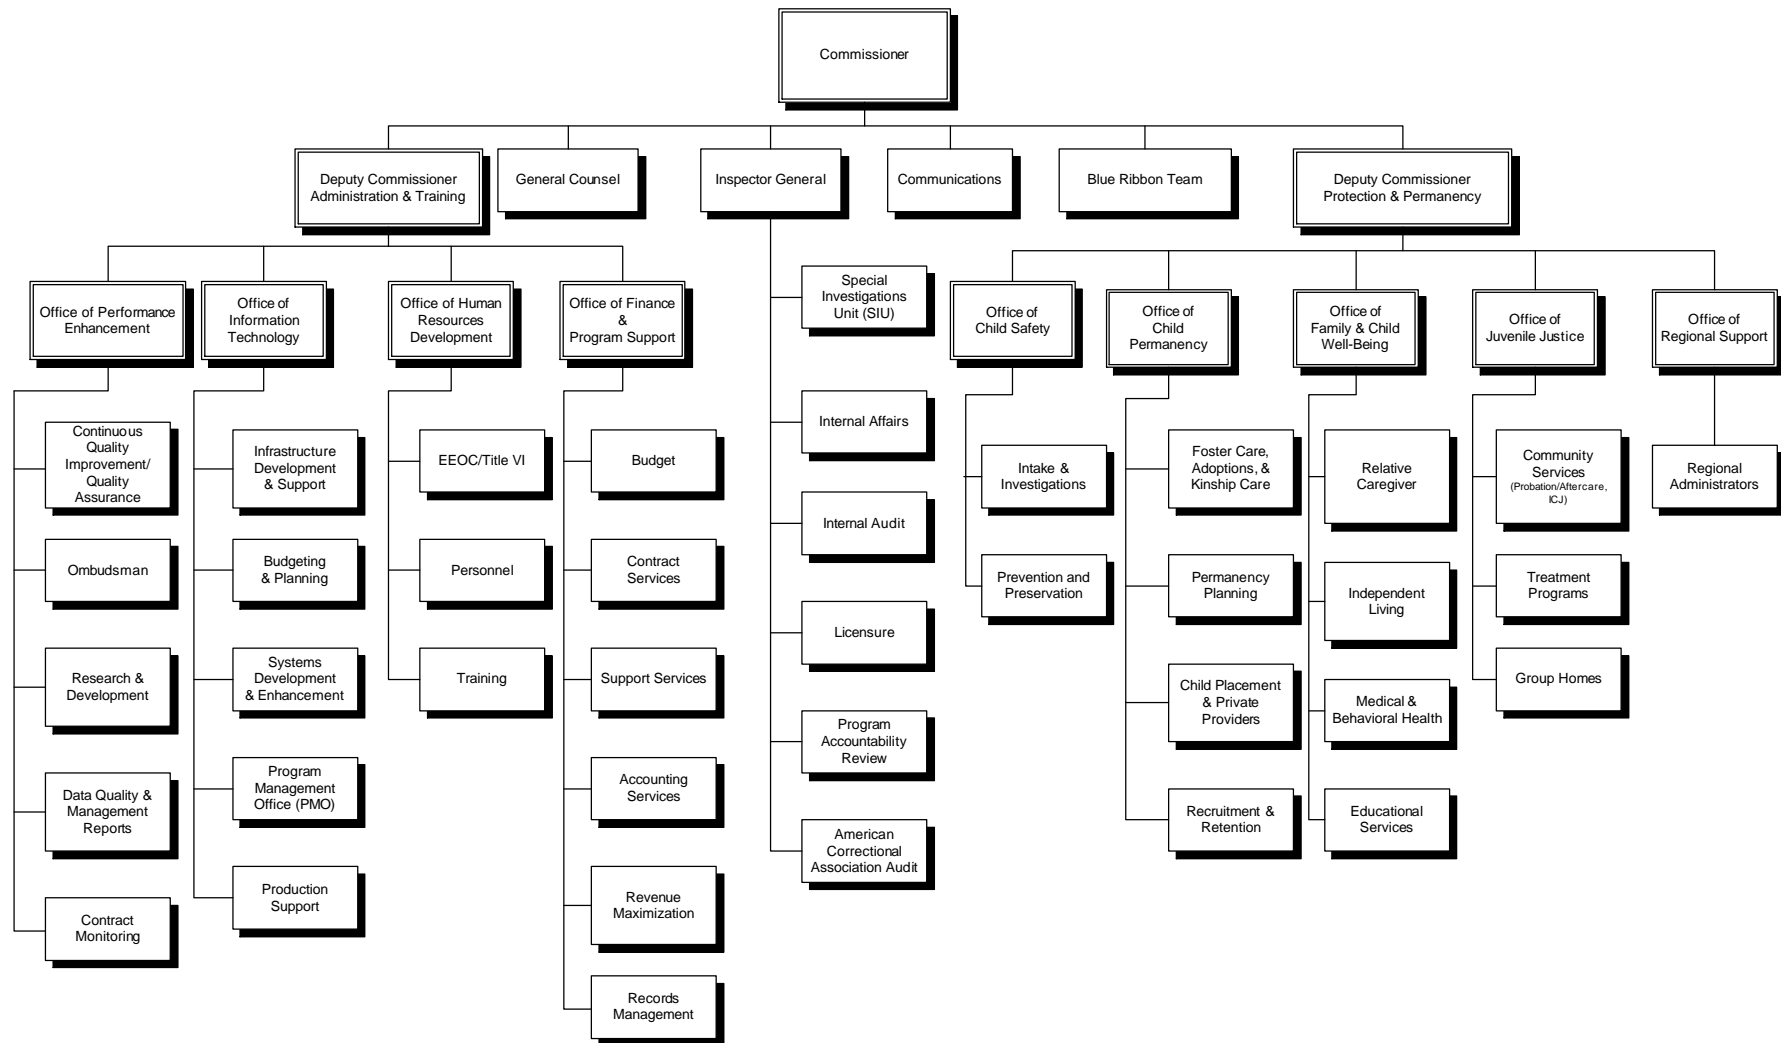 Commissioner
Deputy Commissioner
Administration & Training
General Counsel
Inspector General
Communications
Blue Ribbon Team
Deputy Commissioner
Protection & Permanency
Office of Performance
Enhancement
Office of
Information
Technology
Office of Human
Resources
Development
Office of Finance
&
Program Support
Special
Investigations
Unit (SIU)
Office of
Child Safety
Office of
Child
Permanency
Office of
Family & Child
Well-Being
Office of
Juvenile Justice
Office of
Regional Support
Continuous
Quality
Improvement/
Quality
Assurance
Ombudsman
Research &
Development
Data Quality &
Management
Reports
Contract
Monitoring
Infrastructure
Development
& Support
Budgeting
& Planning
Systems
Development
& Enhancement
Program
Management
Office (PMO)
Production
Support
EEOC/Title VI
Personnel
Training
Budget
Contract
Services
Support Services
Accounting
Services
Revenue
Maximization
Records
Management
Internal Affairs
Internal Audit
Licensure
Program
Accountability
Review
American
Correctional
Association Audit
Intake &
Investigations
Prevention and
Preservation
Foster Care,
Adoptions, &
Kinship Care
Permanency
Planning
Child Placement
& Private
Providers
Recruitment &
Retention
Relative
Caregiver
Independent
Living
Medical &
Behavioral Health
Educational
Services
Community
Services
(Probation/Aftercare,
ICJ)
Treatment
Programs
Group Homes
Regional
Administrators